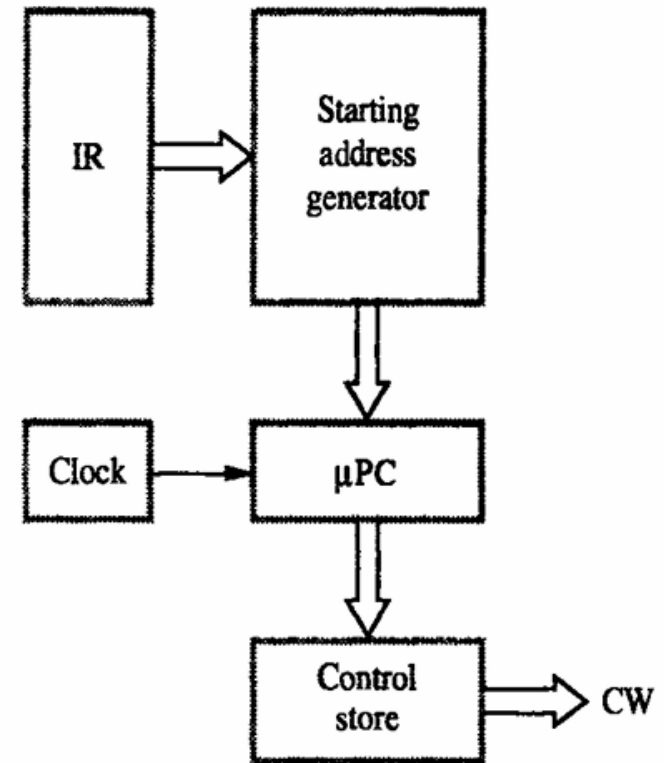 IR
Starting
address
generator
Clock
μPC
Control
store
CW